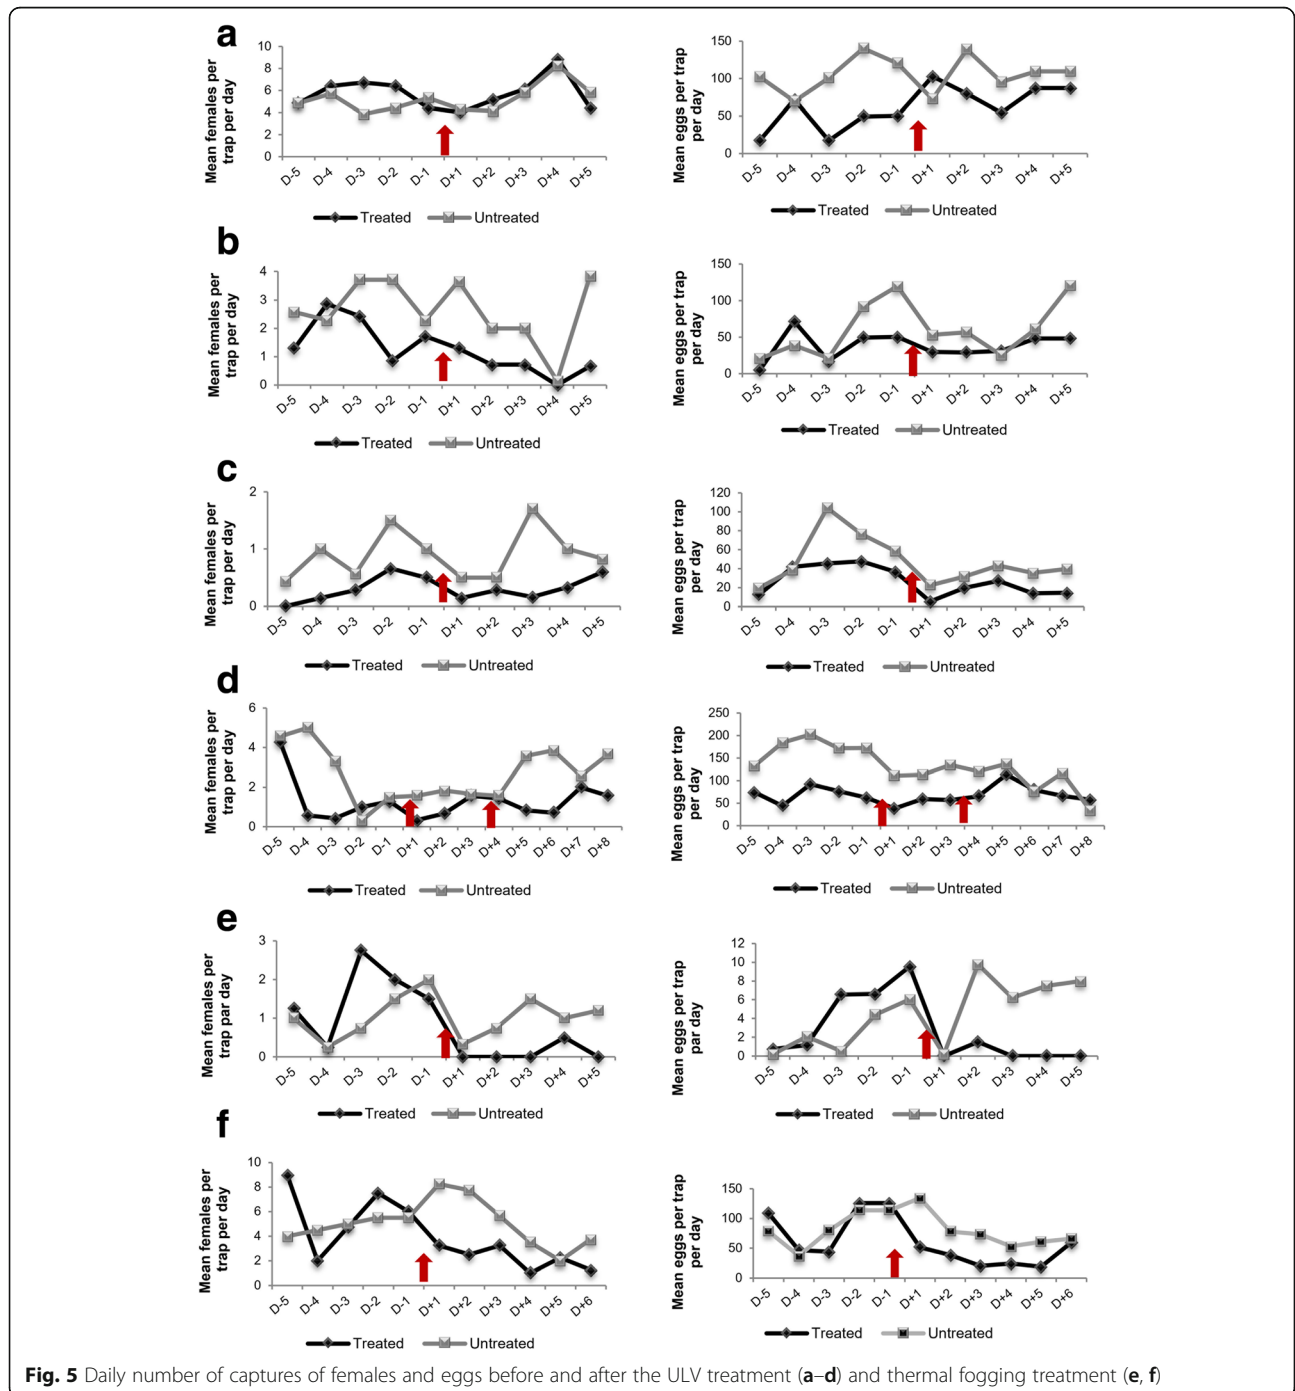 a
Mean females per
trap per day
10
8
6
4
2
0
D-5 D-4 D-3 D-2 D-1 D+1 D+2 D+3 D+4 D+5
Treated Untreated
Mean eggs per trap
per day
150
100
50
0
D-5 D-4 D-3 D-2 D-1 D+1 D+2 D+3 D+4 D+5
Treated Untreated
b
Mean females per
trap per day
4
3
2
1
0
D-5 D-4 D-3 D-2 D-1 D+1 D+2 D+3 D+4 D+5
Treated Untreated
Mean eggs per trap
per day
150
100
50
0
D-5 D-4 D-3 D-2 D-1 D+1 D+2 D+3 D+4 D+5
Treated Untreated
c
Mean females per
trap per day
2
1
0
D-5 D-4 D-3 D-2 D-1 D+1 D+2 D+3 D+4 D+5
Treated Untreated
Mean eggs per trap per
day
120
100
80
60
40
20
0
D-5 D-4 D-3 D-2 D-1 D+1 D+2 D+3 D+4 D+5
Treated Untreated
d
Mean females per
trap per day
6
4
2
0
D-5 D-4 D-3 D-2 D-1 D+1 D+2 D+3 D+4 D+5 D+6 D+7 D+8
Treated Untreated
Mean eggs per trap
per day
250
200
150
100
50
0
D-5 D-4 D-3 D-2 D-1 D+1 D+2 D+3 D+4 D+5 D+6 D+7 D+8
Treated Untreated
e
Mean females per
trap par day
3
2
1
0
D-5 D-4 D-3 D-2 D-1 D+1 D+2 D+3 D+4 D+5
Treated Untreated
Mean eggs per trap
par day
12
10
8
6
4
2
0
D-5 D-4 D-3 D-2 D-1 D+1 D+2 D+3 D+4 D+5
Treated Untreated
f
Mean females per
trap per day
10
8
6
4
2
0
D-5 D-4 D-3 D-2 D-1 D+1 D+2 D+3 D+4 D+5 D+6
Treated Untreated
Mean eggs per trap
per day
150
100
50
0
D-5 D-4 D-3 D-2 D-1 D+1 D+2 D+3 D+4 D+5 D+6
Treated Untreated
Fig. 5 Daily number of captures of females and eggs before and after the ULV treatment (a–d) and thermal fogging treatment (e, f)